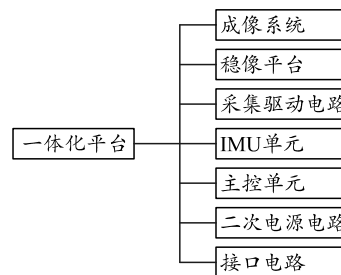 成像系统
稳像平台
采集驱动电路
一体化平台
IMU单元
主控单元
二次电源电路
接口电路